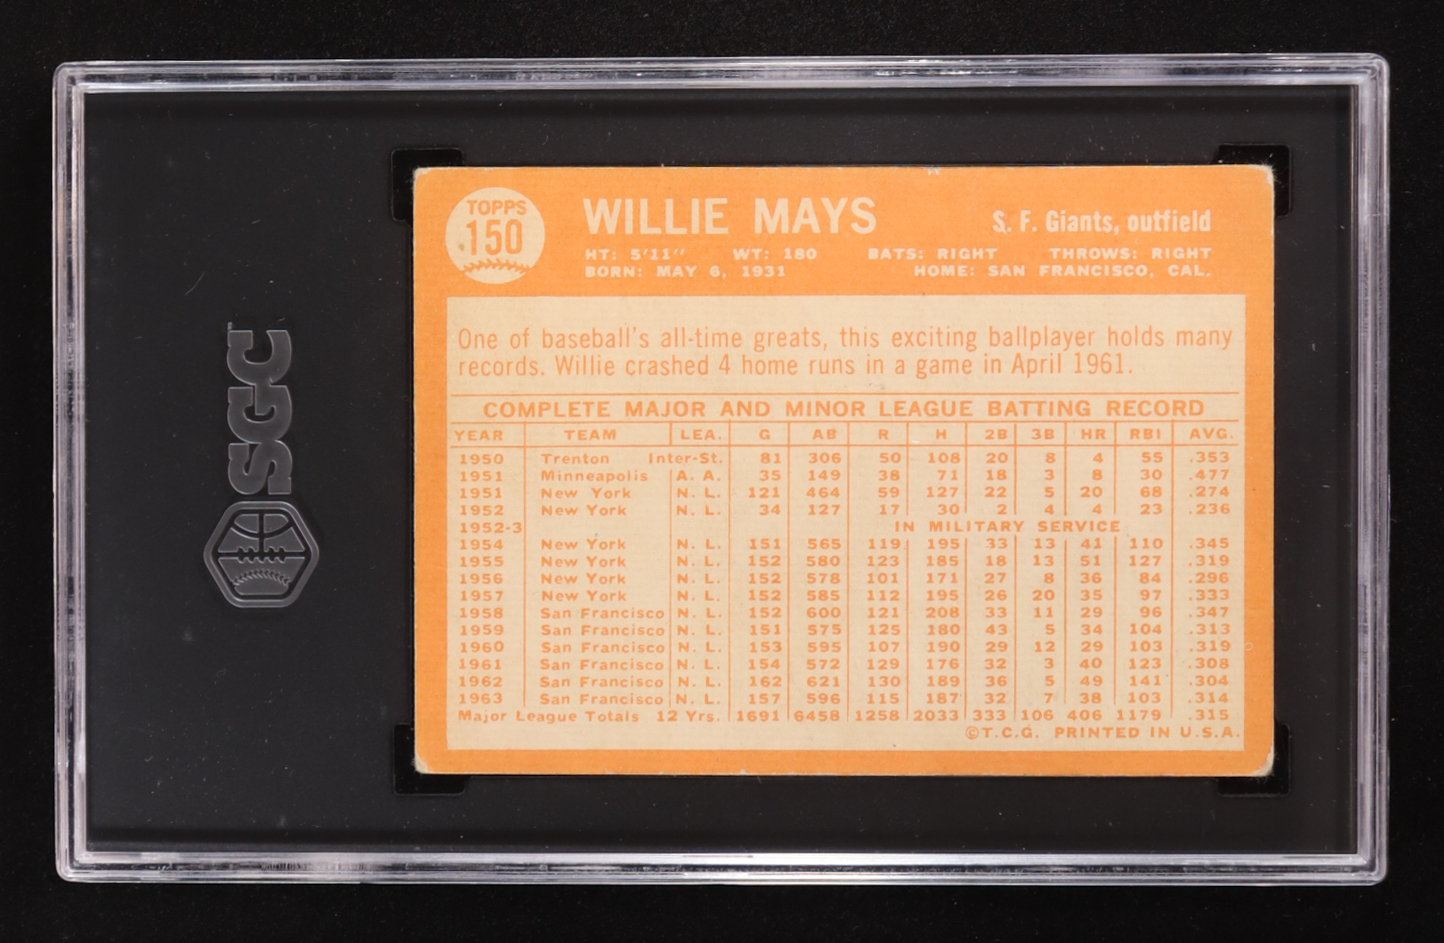 TOPPS
150
WILLIE MAYS
S. F. Giants, outfield
HT: 5'11" WT: 180 BATS: RIGHT THROWS: RIGHT
BORN: MAY 6, 1931 HOME: SAN FRANCISCO, CAL.
One of baseball's all-time greats, this exciting ballplayer holds many
records. Willie crashed 4 home runs in a game in April 1961.
COMPLETE MAJOR AND MINOR LEAGUE BATTING RECORD
YEAR TEAM LEA. G AB R H 2B 3B HR RBI AVG.
1950 Trenton Inter-St. 81 306 50 108 20 8 4 55 .353
1951 Minneapolis A. A. 35 149 38 71 18 3 8 30 .477
1951 New York N. L. 121 464 59 127 22 5 20 68 .274
1952 New York N. L. 34 127 17 30 2 4 4 23 .236
1952-3 IN MILITARY SERVICE
1954 New York N. L. 151 565 119 195 33 13 41 110 .345
1955 New York N. L. 152 580 123 185 18 13 51 127 .319
1956 New York N. L. 152 578 101 171 27 8 36 84 .296
1957 New York N. L. 152 585 112 195 26 20 35 97 .333
1958 San Francisco N. L. 152 600 121 208 33 11 29 96 .347
1959 San Francisco N. L. 151 575 125 180 43 5 34 104 .313
1960 San Francisco N. L. 153 595 107 190 29 12 29 103 .319
1961 San Francisco N. L. 154 572 129 176 32 3 40 123 .308
1962 San Francisco N. L. 162 621 130 189 36 5 49 141 .304
1963 San Francisco N. L. 157 596 115 187 32 7 38 103 .314
Major League Totals 12 Yrs. 1691 6458 1258 2033 333 106 406 1179 .315
©T.C.G. PRINTED IN U.S.A.
SGC